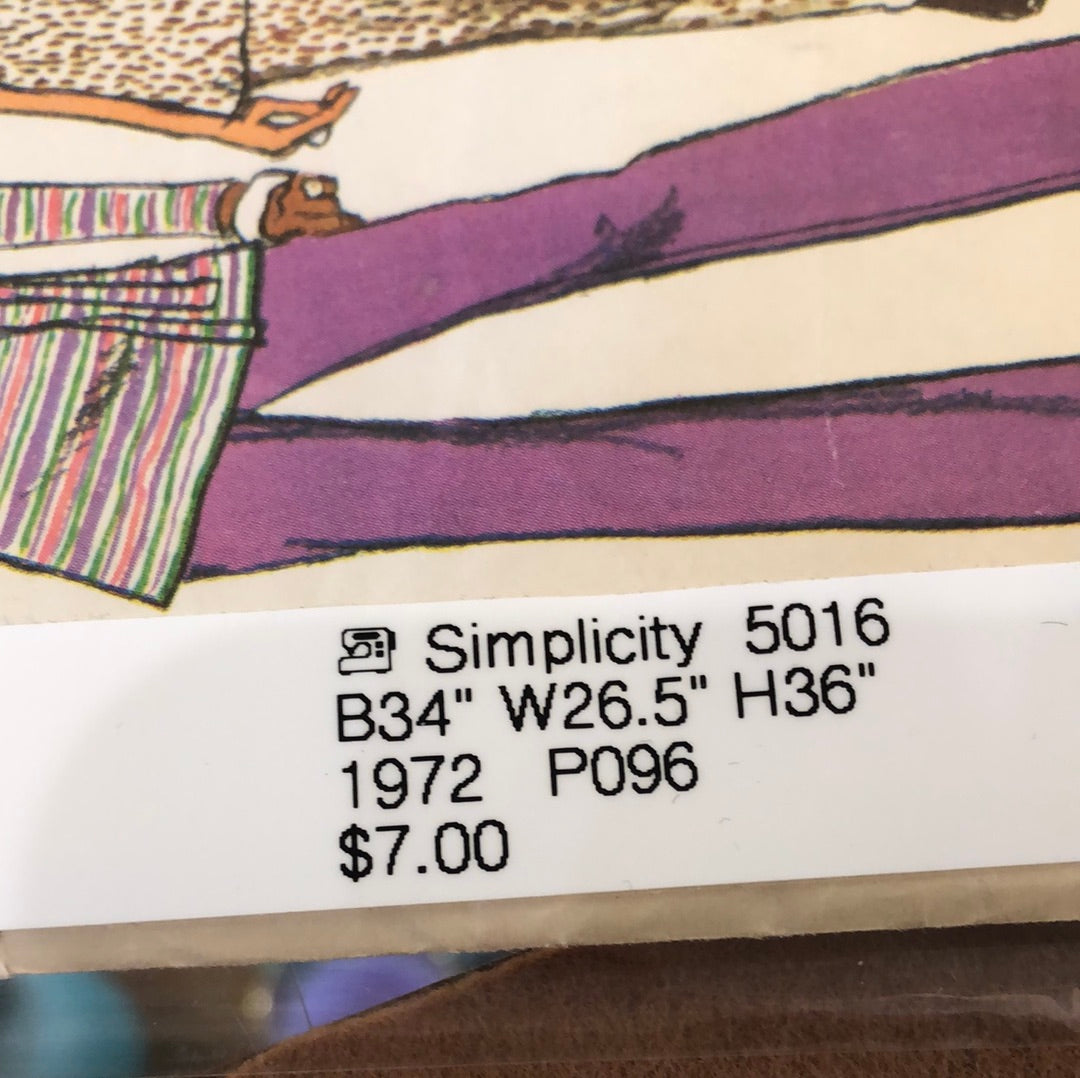 Simplicity 5016
B34" W26.5" H36"
1972 P096
$7.00